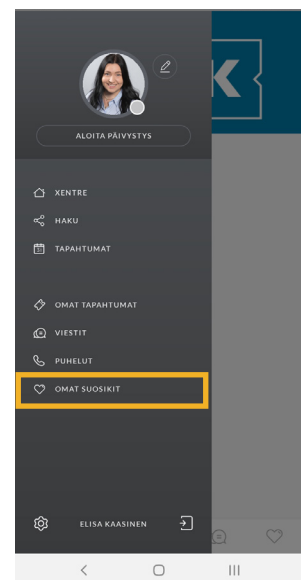 ALOITA PÄIVYSTYS
XENTRE
HAKU
TAPAHTUMAT
OMAT TAPAHTUMAT
VIESTIT
PUHELUT
OMAT SUOSIKIT
ELISA KAASINEN
K